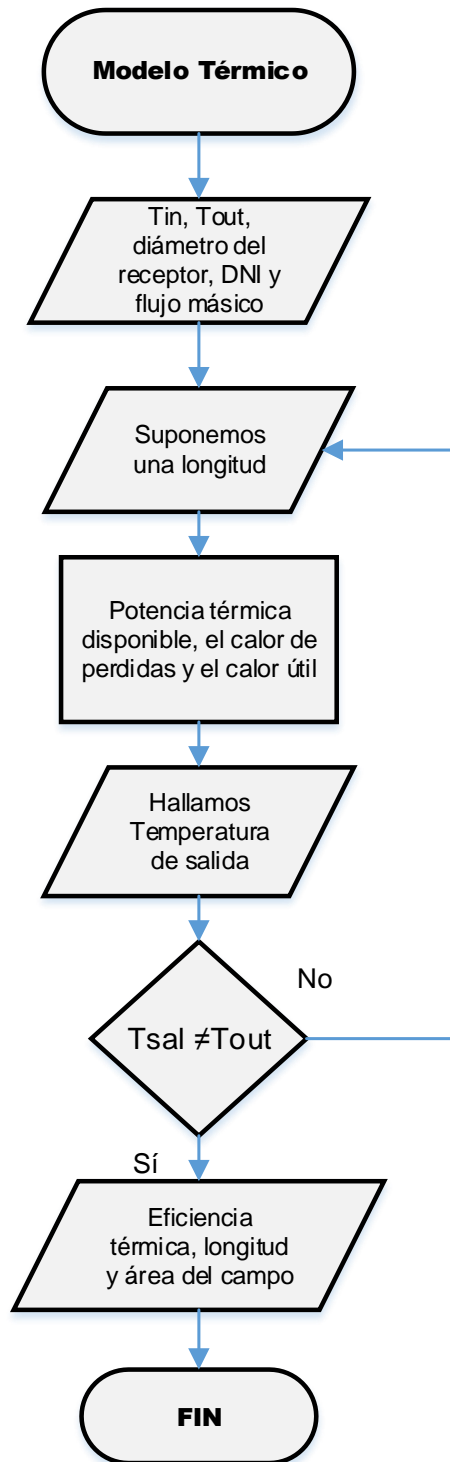 Modelo Térmico
Tin, Tout,
diámetro del
receptor, DNI y
flujo másico
Suponemos
una longitud
Potencia térmica
disponible, el calor de
perdidas y el calor útil
Hallamos
Temperatura
de salida
No
Tsal ≠Tout
Sí
Eficiencia
térmica, longitud
y área del campo
FIN